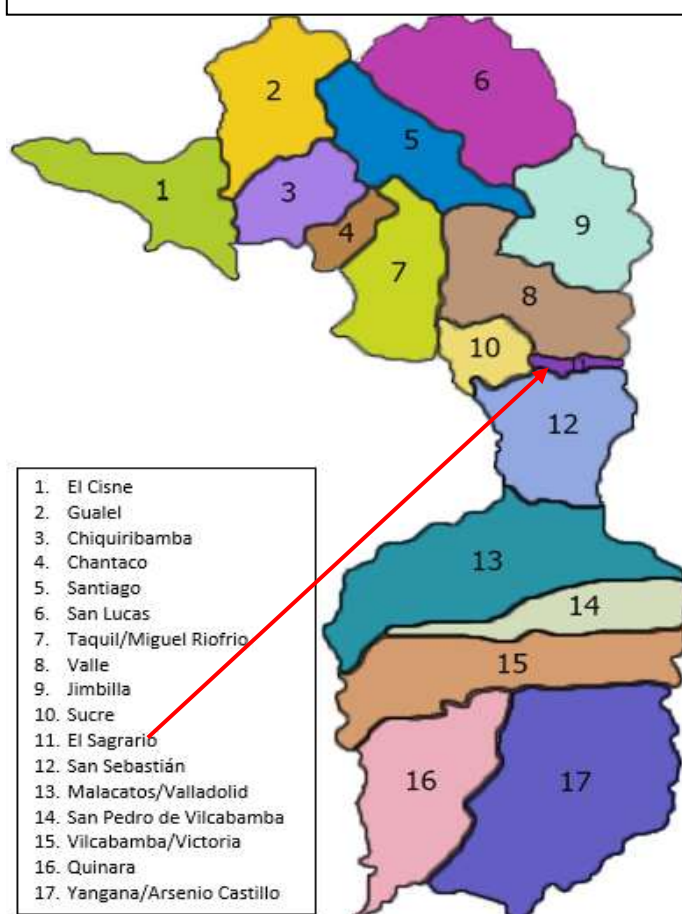 2
6
5
1
3
9
4
7
8
10
11
12
13
14
15
16
17
1. El Cisne
2. Gualel
3. Chiquiribamba
4. Chantaco
5. Santiago
6. San Lucas
7. Taquil/Miguel Riofrio
8. Valle
9. Jimbilla
10. Sucre
11. El Sagrario
12. San Sebastián
13. Malacatos/Valladolid
14. San Pedro de Vilcabamba
15. Vilcabamba/Victoria
16. Quinara
17. Yangana/Arsenio Castillo